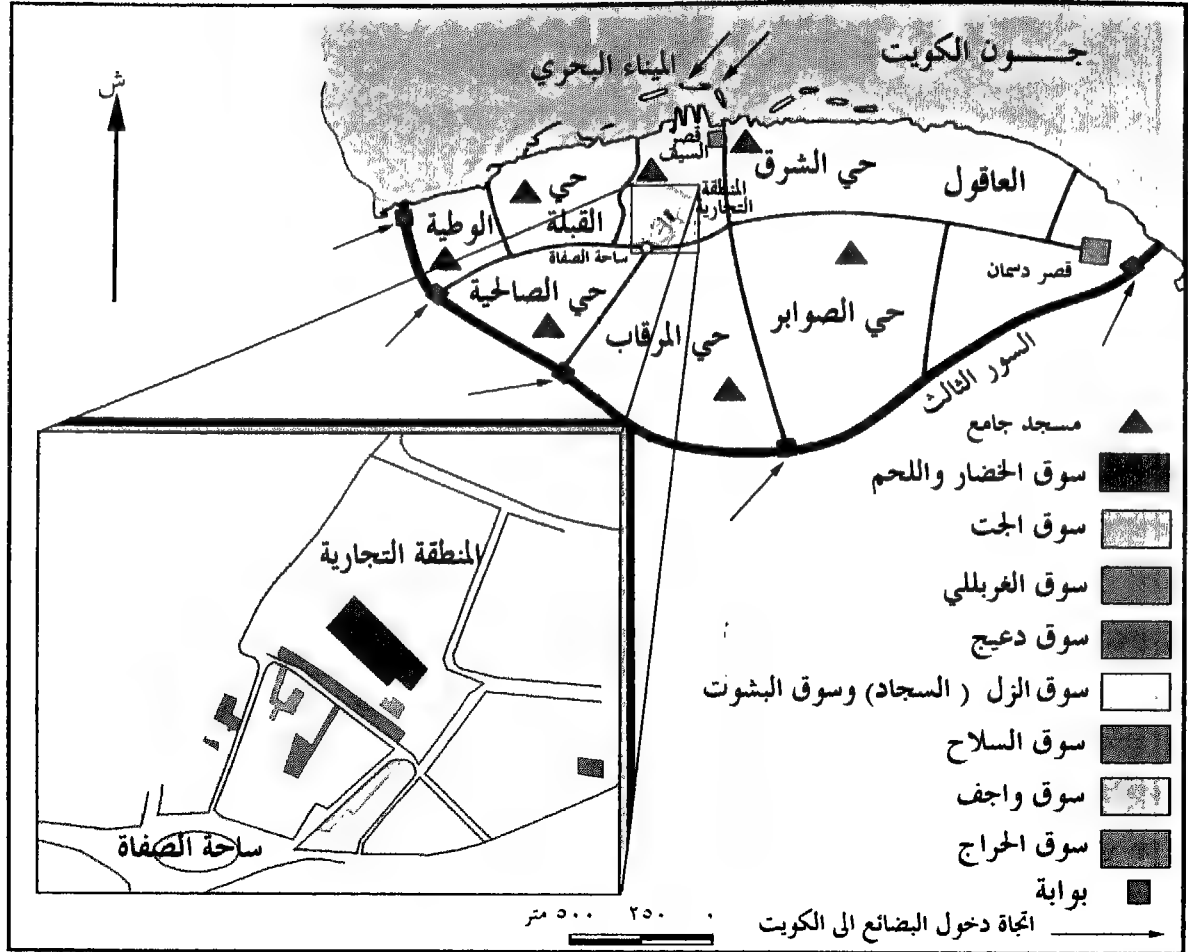 جـــون الكويت
الميناء البحري
ش
قصر
السيف
حي الشرق
العاقول
المنطقة
التجارية
حي
القبلة
الوطية
ساحة الصفاة
قصر دسمان
حي الصالحية
حي الصوابر
حي المرقاب
السور الثالث
مسجد جامع
سوق الخضار واللحم
سوق الجت
سوق الغربللي
سوق دعيج
سوق الزل (السجاد) وسوق البشوت
سوق السلاح
سوق واجف
سوق الحراج
بوابة
اتجاة دخول البضائع الى الكويت
المنطقة التجارية
ساحة الصفاة
٠ ٢٥٠ ٥٠٠ متر